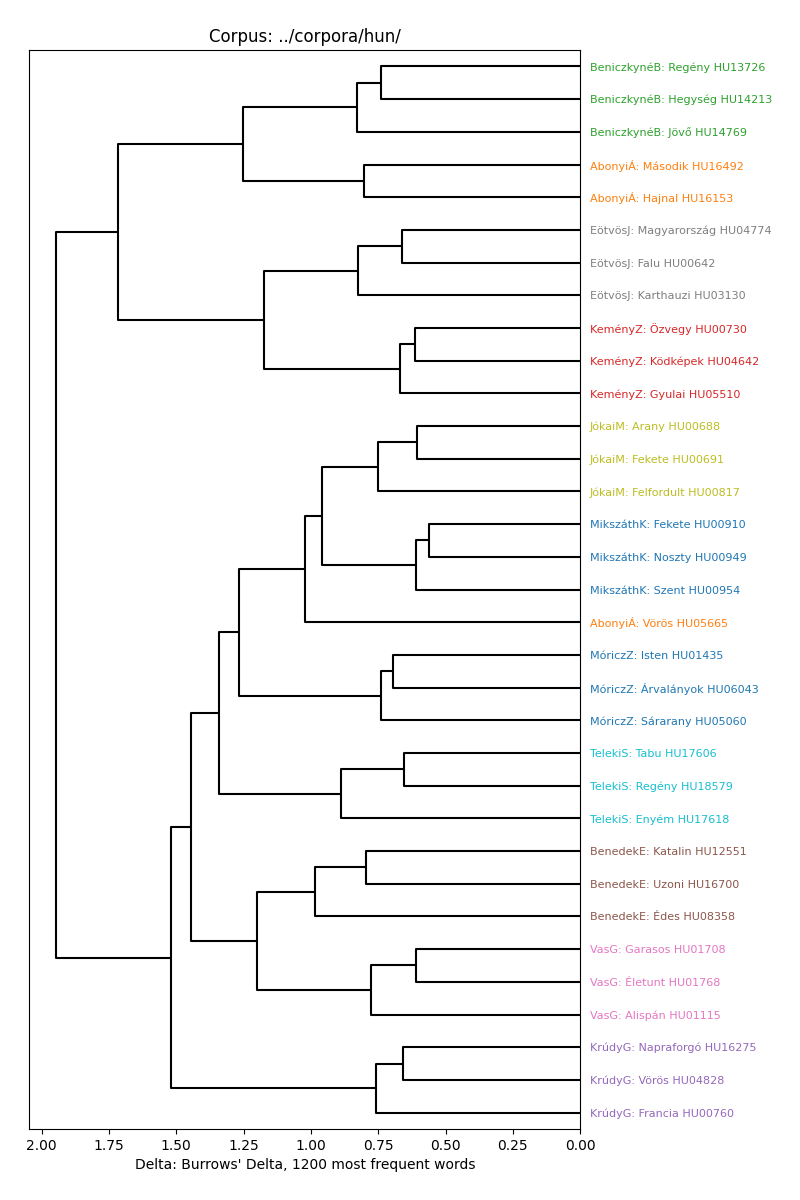 Corpus: ../corpora/hun/
BeniczkynéB: Regény HU13726
BeniczkynéB: Hegység HU14213
BeniczkynéB: Jövő HU14769
AbonyiÁ: Második HU16492
AbonyiÁ: Hajnal HU16153
EötvösJ: Magyarország HU04774
EötvösJ: Falu HU00642
EötvösJ: Karthauzi HU03130
KeményZ: Özvegy HU00730
KeményZ: Ködképek HU04642
KeményZ: Gyulai HU05510
JókaiM: Arany HU00688
JókaiM: Fekete HU00691
JókaiM: Felfordult HU00817
MikszáthK: Fekete HU00910
MikszáthK: Noszty HU00949
MikszáthK: Szent HU00954
AbonyiÁ: Vörös HU05665
MóriczZ: Isten HU01435
MóriczZ: Árvalányok HU06043
MóriczZ: Sárarany HU05060
TelekiS: Tabu HU17606
TelekiS: Regény HU18579
TelekiS: Enyém HU17618
BenedekE: Katalin HU12551
BenedekE: Uzoni HU16700
BenedekE: Édes HU08358
VasG: Garasos HU01708
VasG: Életunt HU01768
VasG: Alispán HU01115
KrúdyG: Napraforgó HU16275
KrúdyG: Vörös HU04828
KrúdyG: Francia HU00760
2.00 1.75 1.50 1.25 1.00 0.75 0.50 0.25 0.00
Delta: Burrows' Delta, 1200 most frequent words